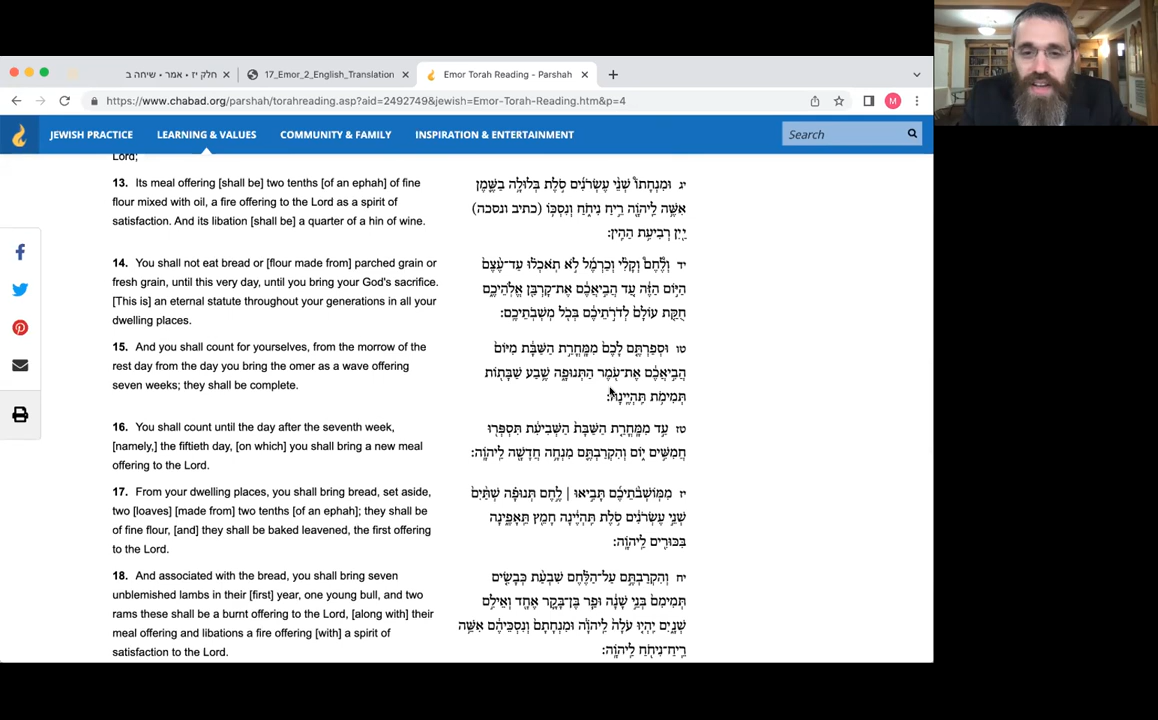 חלק יז • אמור • שיחה ב
17_Emor_2_English_Translation
Emor Torah Reading - Parshah
https://www.chabad.org/parshah/torahreading.asp?aid=2492749&jewish=Emor-Torah-Reading.htm&p=4
M
JEWISH PRACTICE
LEARNING & VALUES
COMMUNITY & FAMILY
INSPIRATION & ENTERTAINMENT
Search
Lord;
13. Its meal offering [shall be] two tenths [of an ephah] of fine
flour mixed with oil, a fire offering to the Lord as a spirit of
satisfaction. And its libation [shall be] a quarter of a hin of wine.
יג וּמִנְחָתוֹ֩ שְׁנֵ֨י עֶשְׂרֹנִ֜ים סֹ֣לֶת בְּלוּלָ֥ה בַשֶּׁ֛מֶן
אִשֶּׁ֥ה לַֽיהֹוָ֖ה רֵ֣יחַ נִיחֹ֑חַ וְנִסְכּ֥וֹ (כתיב ונסכה)
יַ֖יִן רְבִיעִ֥ת הַהִֽין:
14. You shall not eat bread or [flour made from] parched grain or
fresh grain, until this very day, until you bring your God's sacrifice.
[This is] an eternal statute throughout your generations in all your
dwelling places.
יד וְלֶ֩חֶם֩ וְקָלִ֨י וְכַרְמֶ֜ל לֹ֣א תֹֽאכְל֗וּ עַד־עֶ֨צֶם֙
הַיּ֣וֹם הַזֶּ֔ה עַ֚ד הֲבִ֣יאֲכֶ֔ם אֶת־קָרְבַּ֖ן אֱלֹֽהֵיכֶ֑ם
חֻקַּ֤ת עוֹלָם֙ לְדֹרֹ֣תֵיכֶ֔ם בְּכֹ֖ל מֹשְׁבֹֽתֵיכֶֽם:
15. And you shall count for yourselves, from the morrow of the
rest day from the day you bring the omer as a wave offering
seven weeks; they shall be complete.
טו וּסְפַרְתֶּ֤ם לָכֶם֙ מִמָּֽחֳרַ֣ת הַשַּׁבָּ֔ת מִיּוֹם֙
הֲבִ֣יאֲכֶ֔ם אֶת־עֹ֖מֶר הַתְּנוּפָ֑ה שֶׁ֥בַע שַׁבָּת֖וֹת
תְּמִימֹ֥ת תִּֽהְיֶֽינָה:
16. You shall count until the day after the seventh week,
[namely,] the fiftieth day, [on which] you shall bring a new meal
offering to the Lord.
טז עַ֣ד מִמָּֽחֳרַ֤ת הַשַּׁבָּת֙ הַשְּׁבִיעִ֔ת תִּסְפְּר֖וּ
חֲמִשִּׁ֣ים י֑וֹם וְהִקְרַבְתֶּ֛ם מִנְחָ֥ה חֲדָשָׁ֖ה לַֽיהֹוָֽה:
17. From your dwelling places, you shall bring bread, set aside,
two [loaves] [made from] two tenths [of an ephah]; they shall be
of fine flour, [and] they shall be baked leavened, the first offering
to the Lord.
יז מִמּֽוֹשְׁבֹ֨תֵיכֶ֜ם תָּבִ֣יאּוּ | לֶ֣חֶם תְּנוּפָ֗ה שְׁ֚תַּיִם
שְׁנֵ֣י עֶשְׂרֹנִ֔ים סֹ֣לֶת תִּֽהְיֶ֔ינָה חָמֵ֖ץ תֵּֽאָפֶ֑ינָה
בִּכּוּרִ֖ים לַֽיהֹוָֽה:
18. And associated with the bread, you shall bring seven
unblemished lambs in their [first] year, one young bull, and two
rams these shall be a burnt offering to the Lord, [along with] their
meal offering and libations a fire offering [with] a spirit of
satisfaction to the Lord.
יח וְהִקְרַבְתֶּ֣ם עַל־הַלֶּ֗חֶם שִׁבְעַ֨ת כְּבָשִׂ֤ים
תְּמִימִם֙ בְּנֵ֣י שָׁנָ֔ה וּפַ֧ר בֶּן־בָּקָ֛ר אֶחָ֖ד וְאֵילִ֣ם
שְׁנָ֑יִם יִֽהְי֤וּ עֹלָה֙ לַֽיהֹוָ֔ה וּמִנְחָתָם֙ וְנִסְכֵּיהֶ֔ם אִשֵּׁ֥ה
רֵֽיחַ־נִיחֹ֖חַ לַֽיהֹוָֽה: